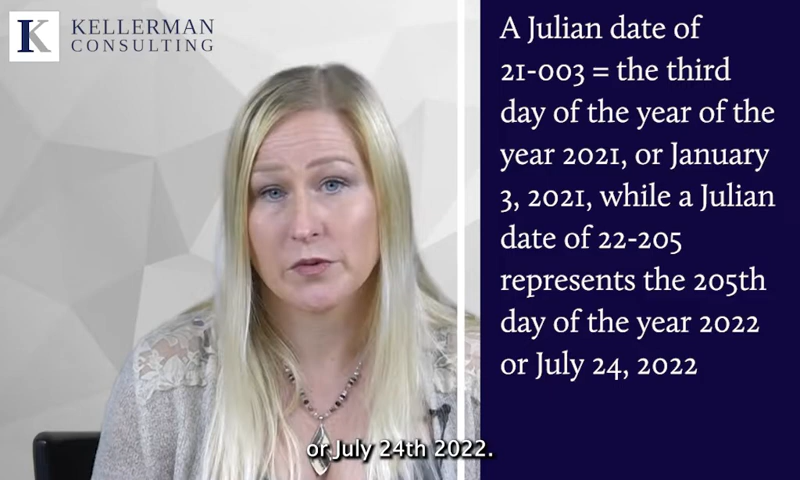 KELLERMAN
CONSULTING
A Julian date of
21-003 = the third
day of the year of the
year 2021, or January
3, 2021, while a Julian
date of 22-205
represents the 205th
day of the year 2022
or July 24, 2022
or July 24th 2022.